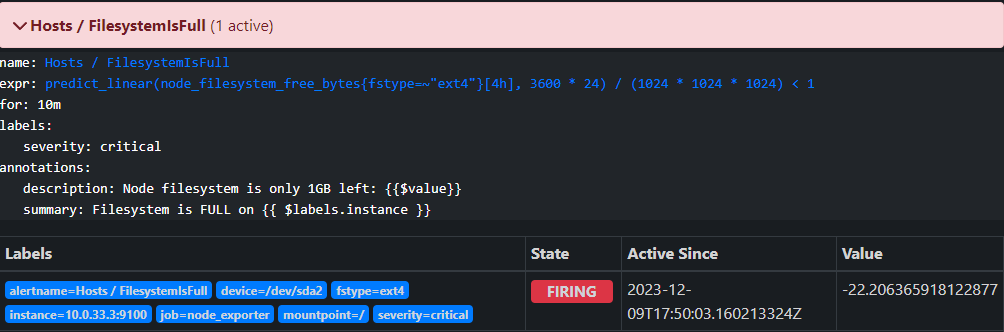 Hosts / FilesystemIsFull (1 active)
name: Hosts / FilesystemIsFull
expr: predict_linear(node_filesystem_free_bytes{fstype=~"ext4"}[4h], 3600 * 24) / (1024 * 1024 * 1024) < 1
for: 10m
labels:
severity: critical
annotations:
description: Node filesystem is only 1GB left: {{$value}}
summary: Filesystem is FULL on {{ $labels.instance }}
Labels State Active Since Value
alertname=Hosts / FilesystemIsFull device=/dev/sda2 fstype=ext4 FIRING 2023-12- -22.206365918122877
instance=10.0.33.3:9100 job=node_exporter mountpoint=/ severity=critical 09T17:50:03.160213324Z